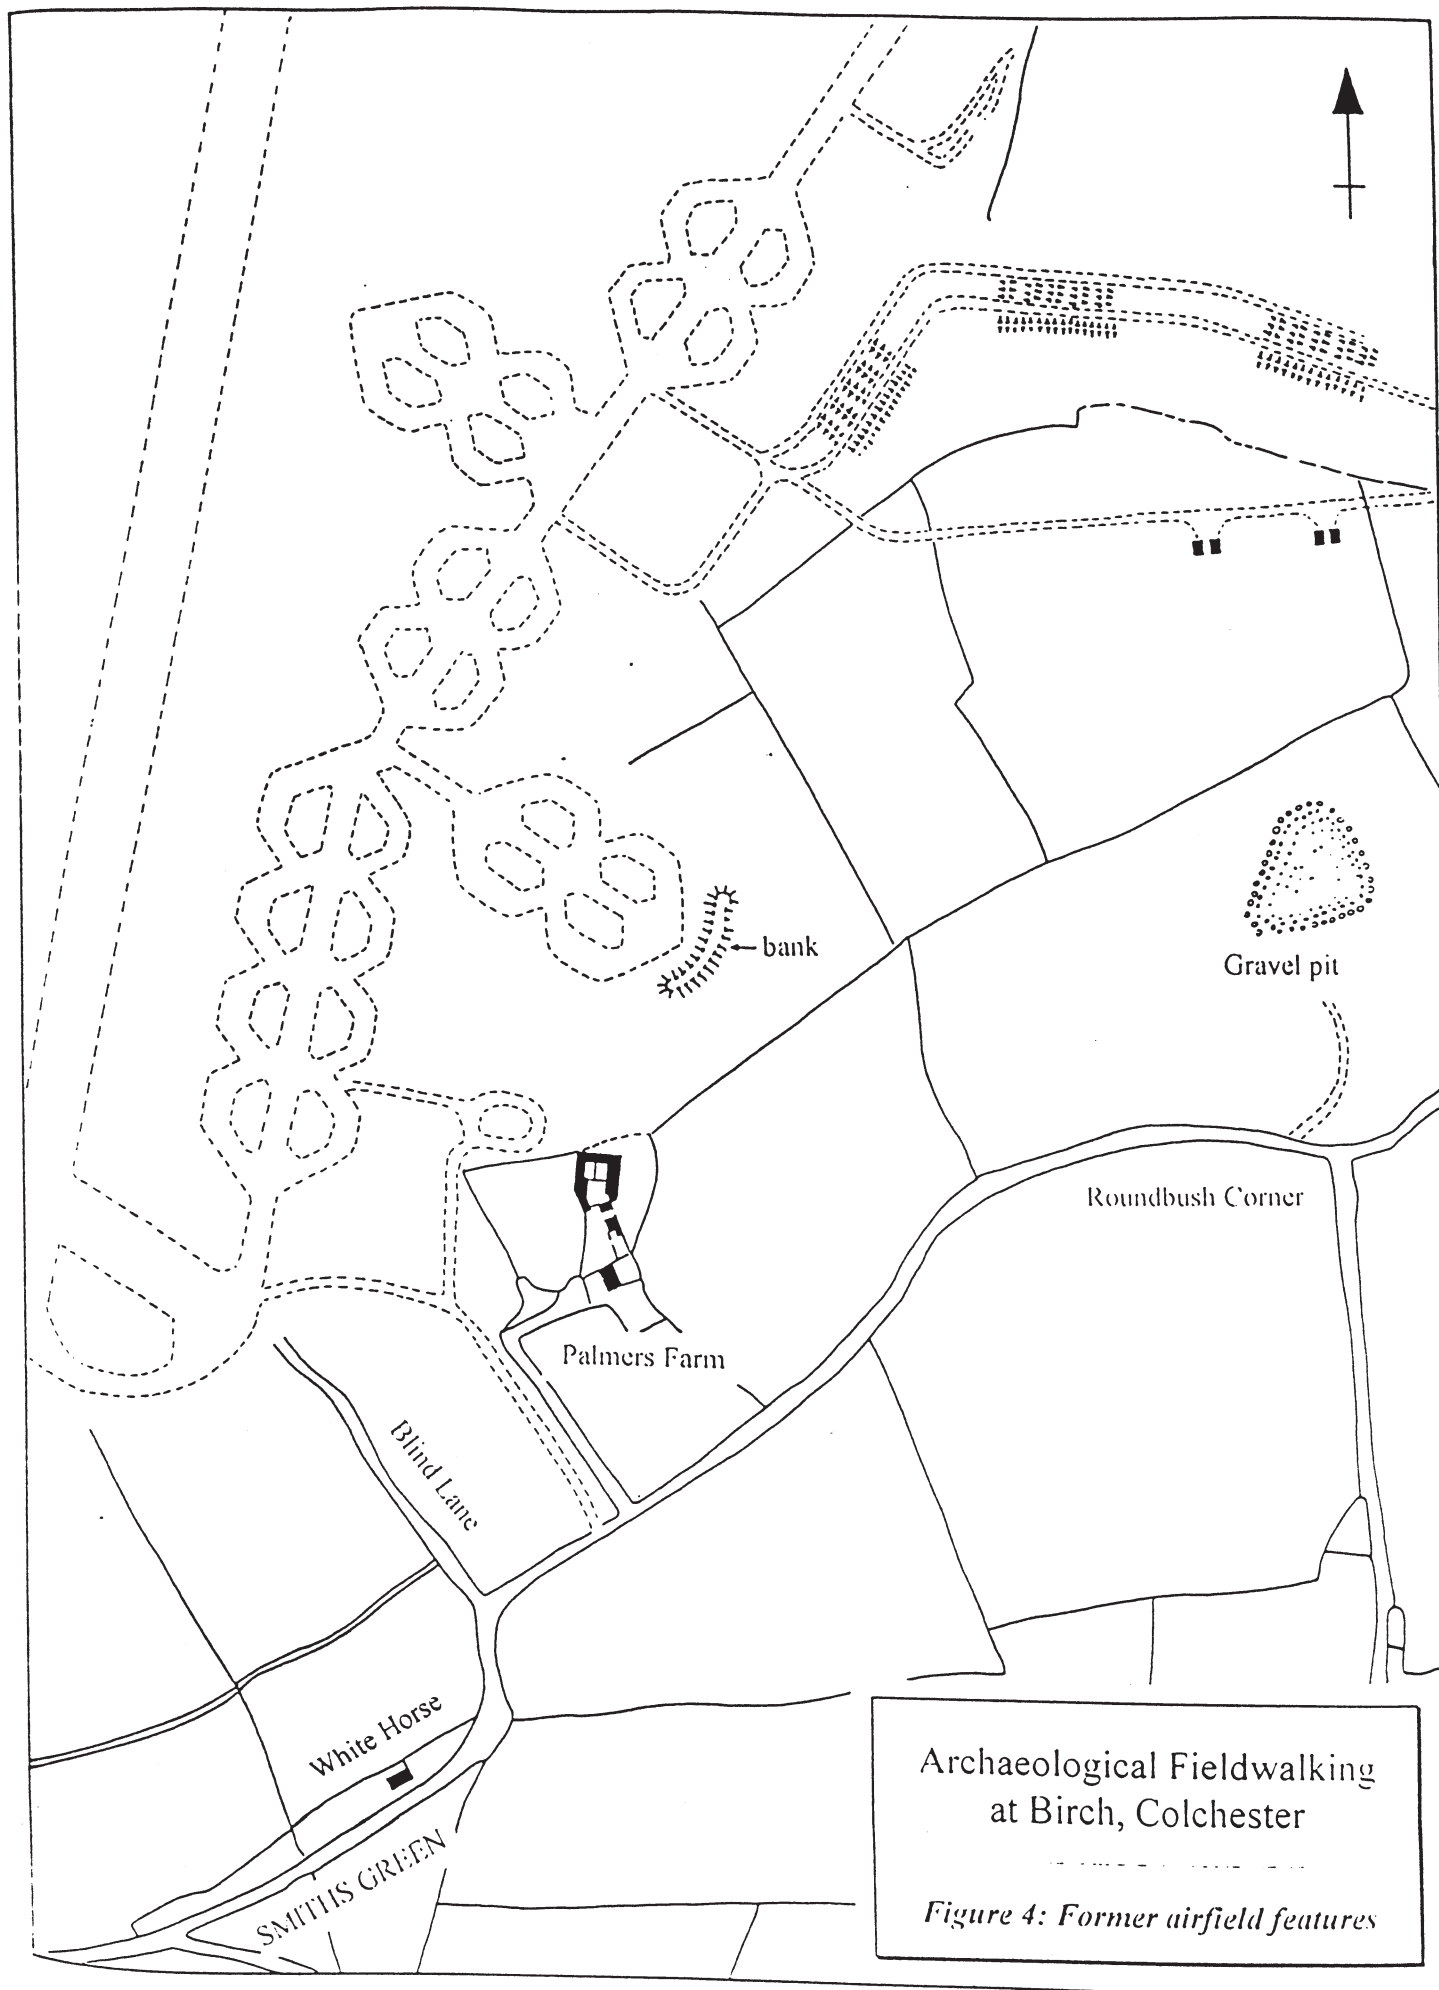 bank
Gravel pit
Roundbush Corner
Palmers Farm
Blind Lane
White Horse
SMITHS GREEN
Archaeological Fieldwalking
at Birch, Colchester
Figure 4: Former airfield features